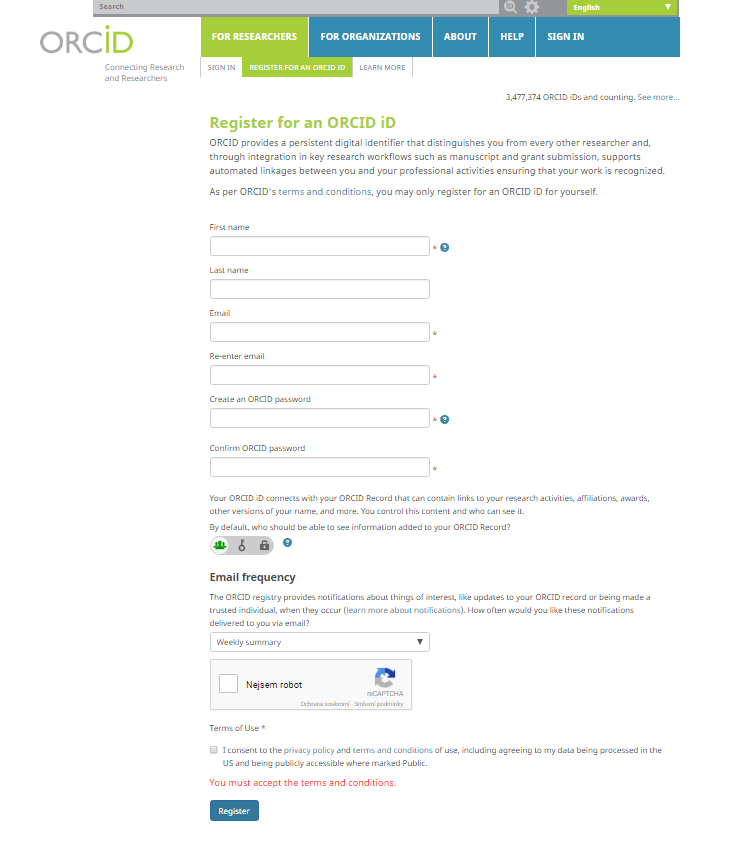 Search
iD
English
ORCID
Connecting Research
and Researchers
FOR RESEARCHERS
FOR ORGANIZATIONS
ABOUT
HELP
SIGN IN
SIGN IN
REGISTER FOR AN ORCID ID
LEARN MORE
3,477,374 ORCID iDs and counting. See more...
Register for an ORCID iD
ORCID provides a persistent digital identifier that distinguishes you from every other researcher and,
through integration in key research workflows such as manuscript and grant submission, supports
automated linkages between you and your professional activities ensuring that your work is recognized.
As per ORCID's terms and conditions, you may only register for an ORCID iD for yourself.
First name
* ?
Last name
Email
*
Re-enter email
*
Create an ORCID password
* ?
Confirm ORCID password
*
Your ORCID iD connects with your ORCID Record that can contain links to your research activities, affiliations, awards,
other versions of your name, and more. You control this content and who can see it.
By default, who should be able to see information added to your ORCID Record?
?
Email frequency
The ORCID registry provides notifications about things of interest, like updates to your ORCID record or being made a
trusted individual, when they occur (learn more about notifications). How often would you like these notifications
delivered to you via email?
Weekly summary
Nejsem robot
reCAPTCHA
Ochrana soukromí - Smluvní podmínky
Terms of Use *
I consent to the privacy policy and terms and conditions of use, including agreeing to my data being processed in the
US and being publicly accessible where marked Public.
You must accept the terms and conditions.
Register